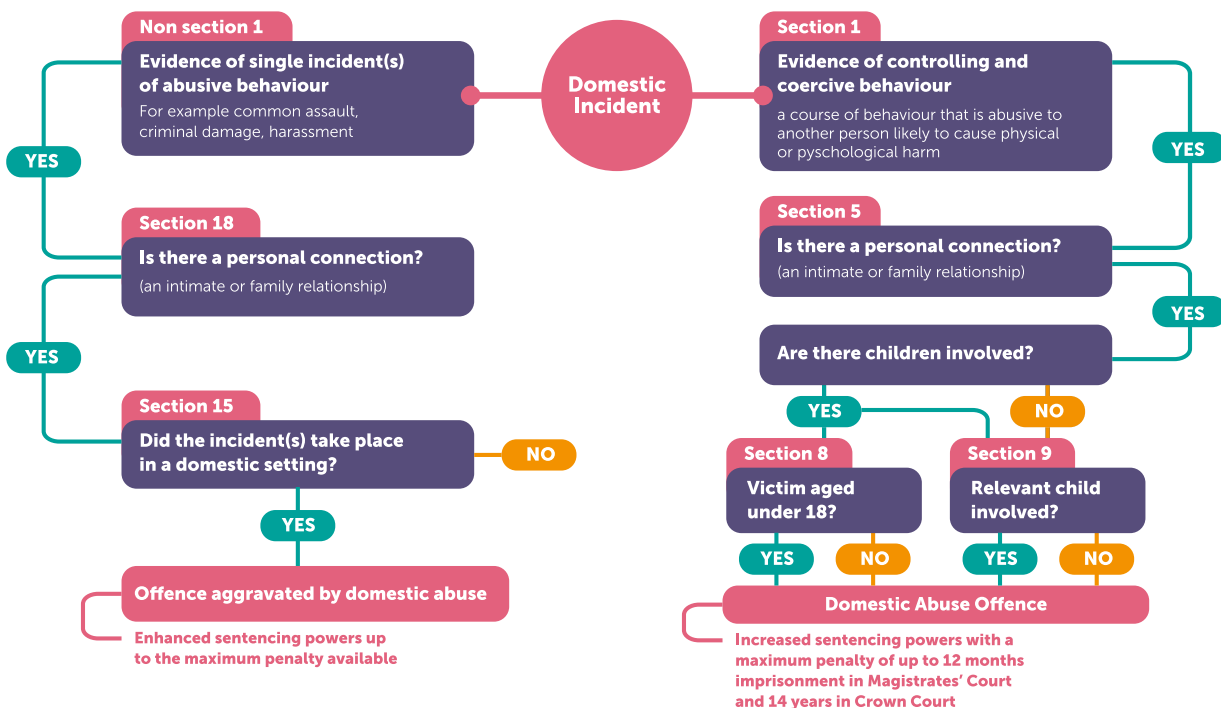 Domestic
Incident
Non section 1
Evidence of single incident(s)
of abusive behaviour
For example common assault,
criminal damage, harassment
YES
Section 18
Is there a personal connection?
(an intimate or family relationship)
YES
Section 15
Did the incident(s) take place
in a domestic setting?
NO
YES
Offence aggravated by domestic abuse
Enhanced sentencing powers up
to the maximum penalty available
Section 1
Evidence of controlling and
coercive behaviour
a course of behaviour that is abusive to
another person likely to cause physical
or pyschological harm
YES
Section 5
Is there a personal connection?
(an intimate or family relationship)
YES
Are there children involved?
YES
NO
Section 8
Victim aged
under 18?
YES
NO
Section 9
Relevant child
involved?
YES
NO
Domestic Abuse Offence
Increased sentencing powers with a
maximum penalty of up to 12 months
imprisonment in Magistrates' Court
and 14 years in Crown Court